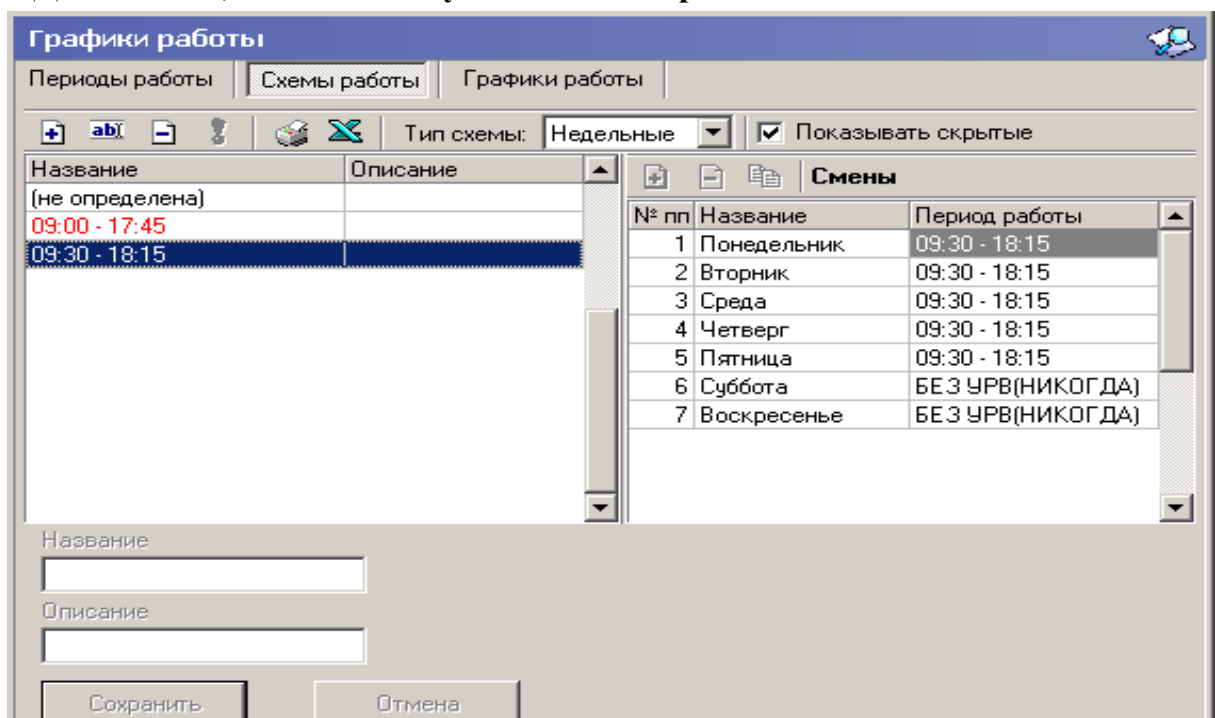 Графики работы
Периоды работы Схемы работы Графики работы
abI Тип схемы: Недельные Показывать скрытые
Название Описание
(не определена)
09:00 - 17:45
09:30 - 18:15
Смены
№ пп Название Период работы
1 Понедельник 09:30 - 18:15
2 Вторник 09:30 - 18:15
3 Среда 09:30 - 18:15
4 Четверг 09:30 - 18:15
5 Пятница 09:30 - 18:15
6 Суббота БЕЗ УРВ(НИКОГДА)
7 Воскресенье БЕЗ УРВ(НИКОГДА)
Название
Описание
Сохранить Отмена